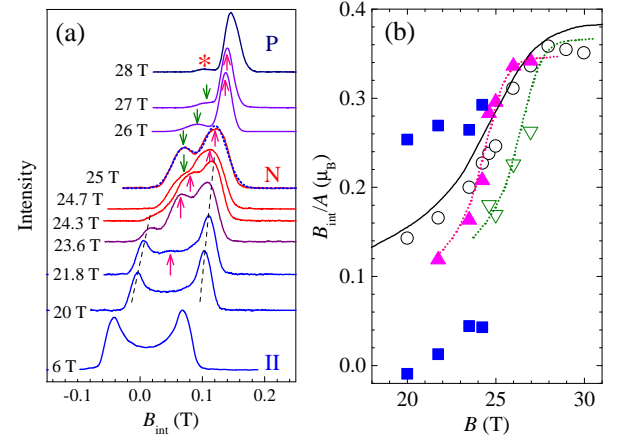 (a)
P
*
28 T
27 T
26 T
25 T
N
24.7 T
24.3 T
23.6 T
21.8 T
20 T
6 T
II
Intensity
-0.1 0.0 0.1 0.2
B_int (T)
(b)
0.4
0.3
0.2
0.1
0.0
B_int/A (μ_B)
20 25 30
B (T)